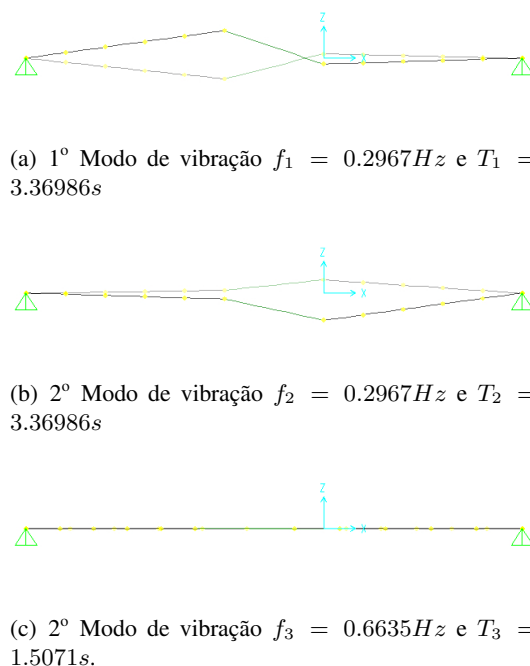 Z
X
(a) 1º Modo de vibração f₁ = 0.2967Hz e T₁ =
3.36986s
Z
X
(b) 2º Modo de vibração f₂ = 0.2967Hz e T₂ =
3.36986s
Z
X
(c) 2º Modo de vibração f₃ = 0.6635Hz e T₃ =
1.5071s.